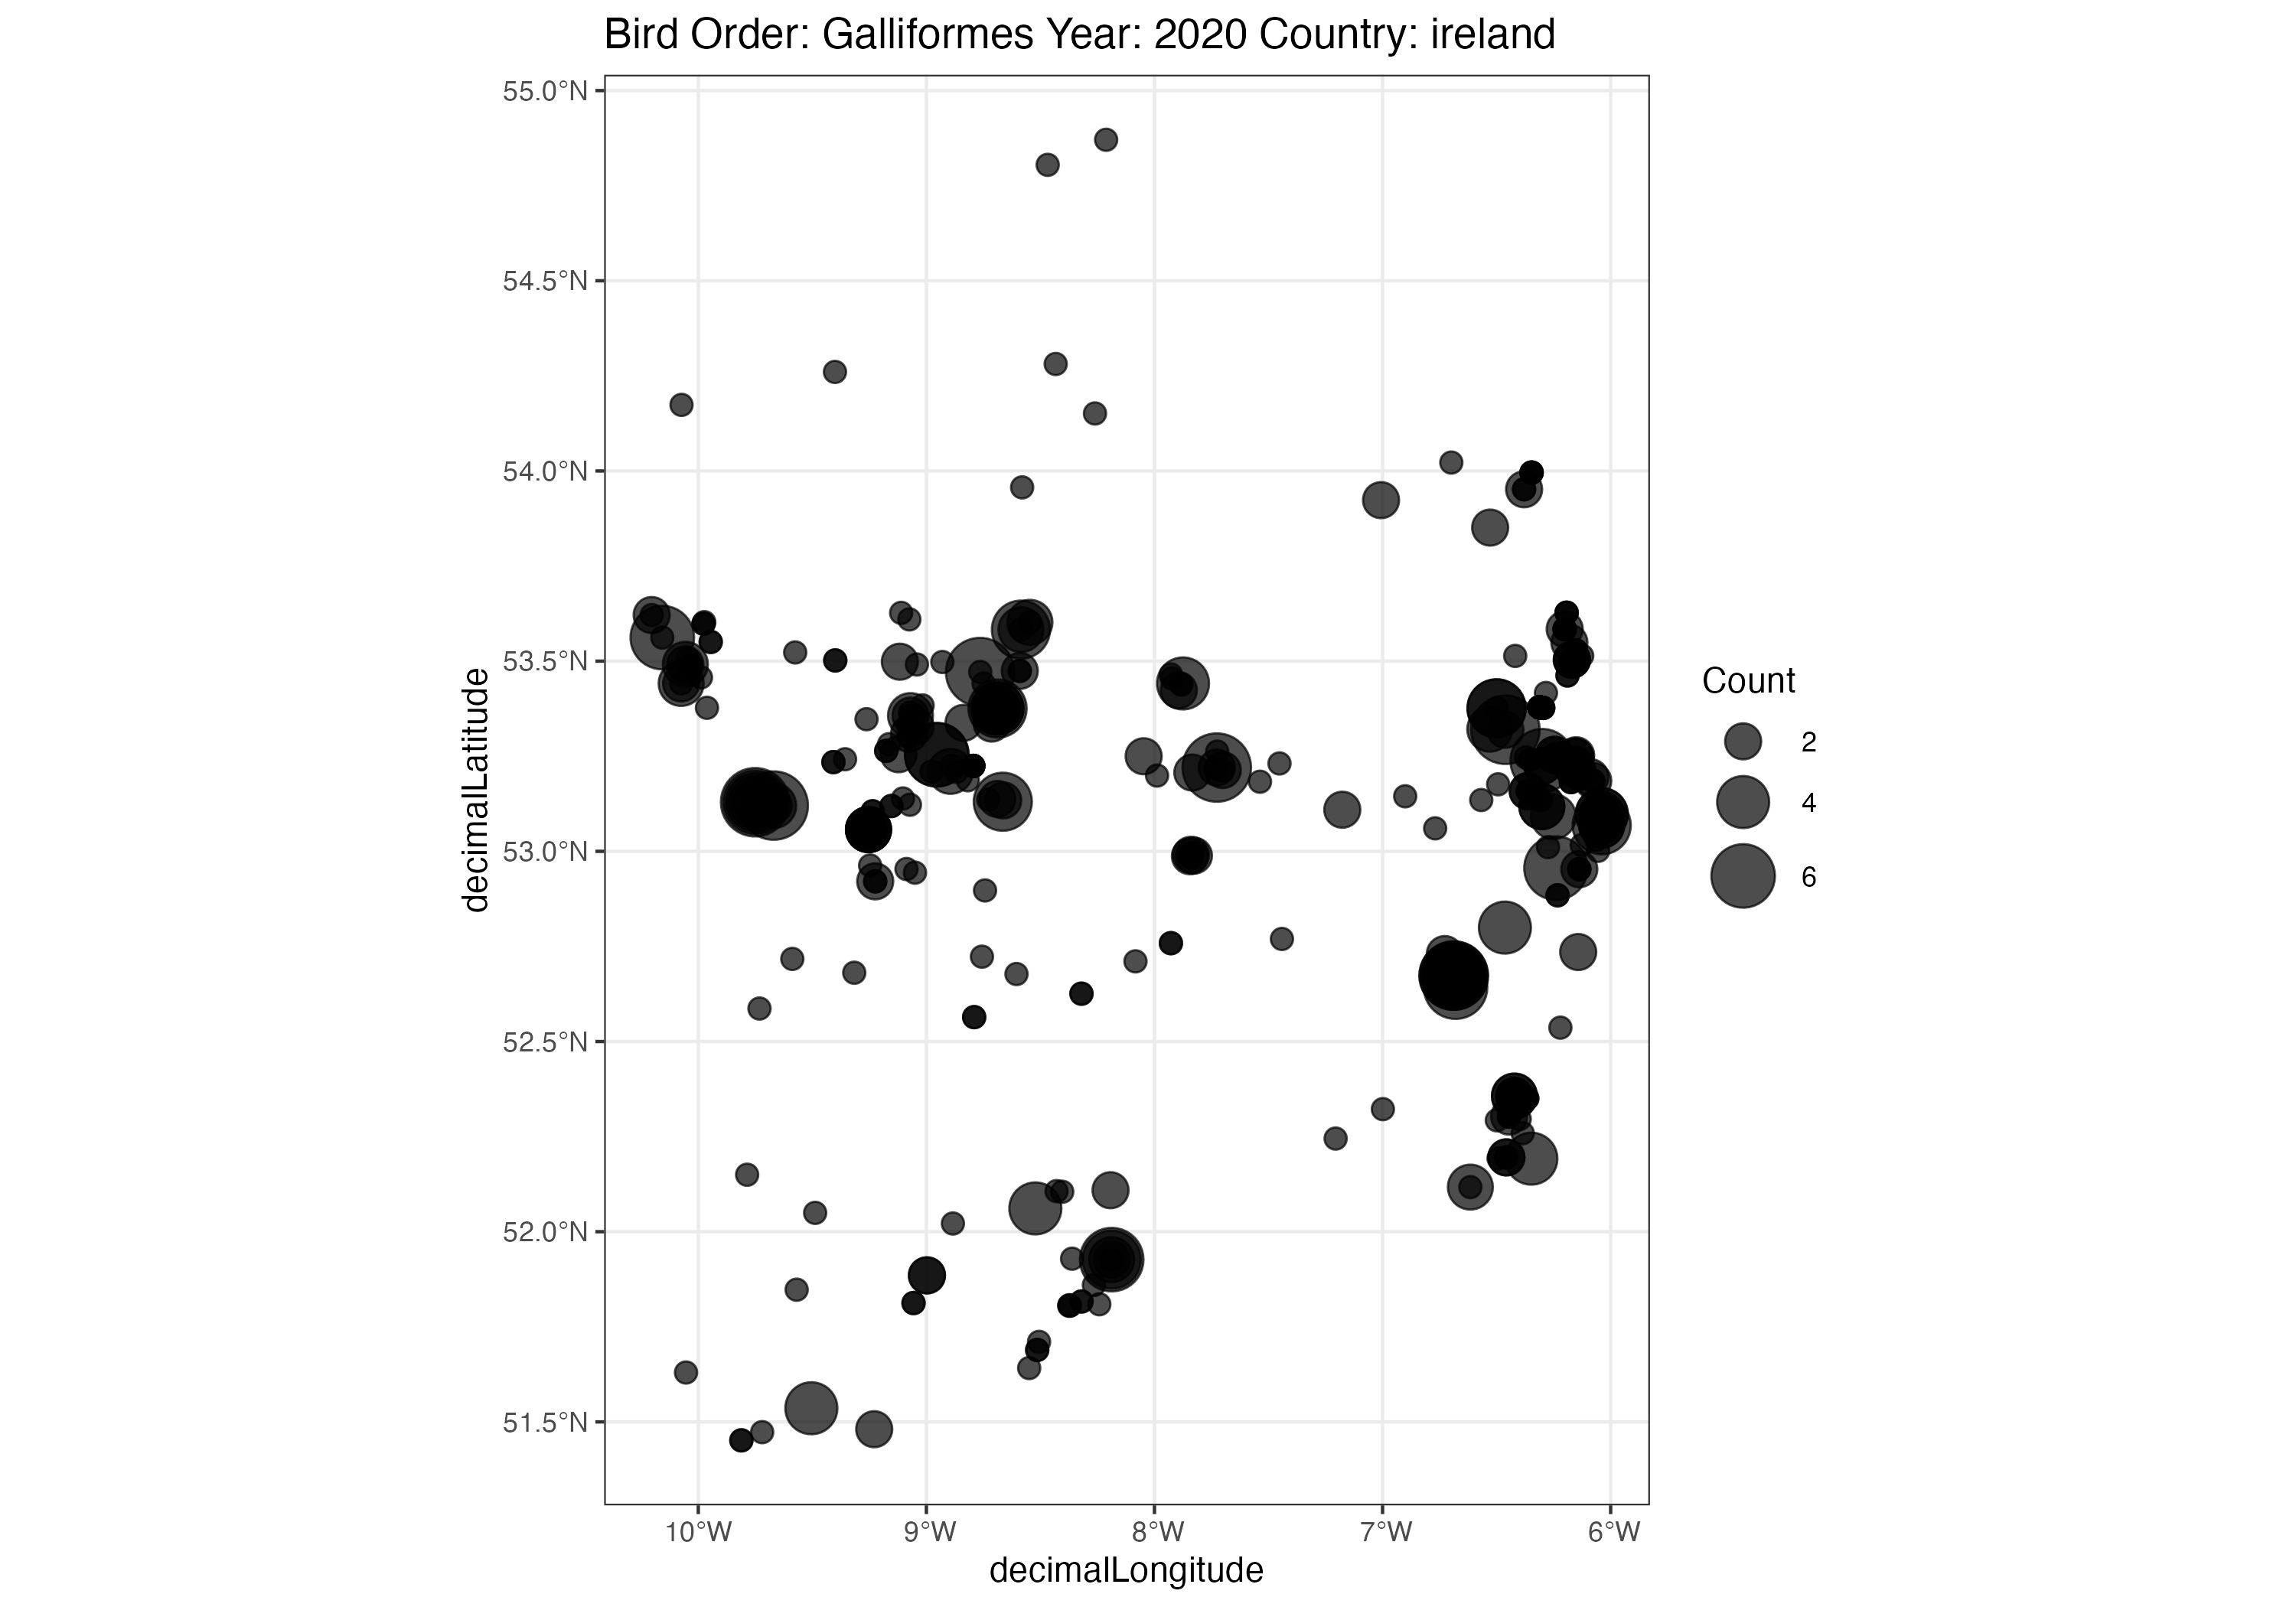 Bird Order: Galliformes Year: 2020 Country: ireland
55.0°N
54.5°N
54.0°N
53.5°N
53.0°N
52.5°N
52.0°N
51.5°N
decimalLatitude
10°W 9°W 8°W 7°W 6°W
decimalLongitude
Count
2
4
6